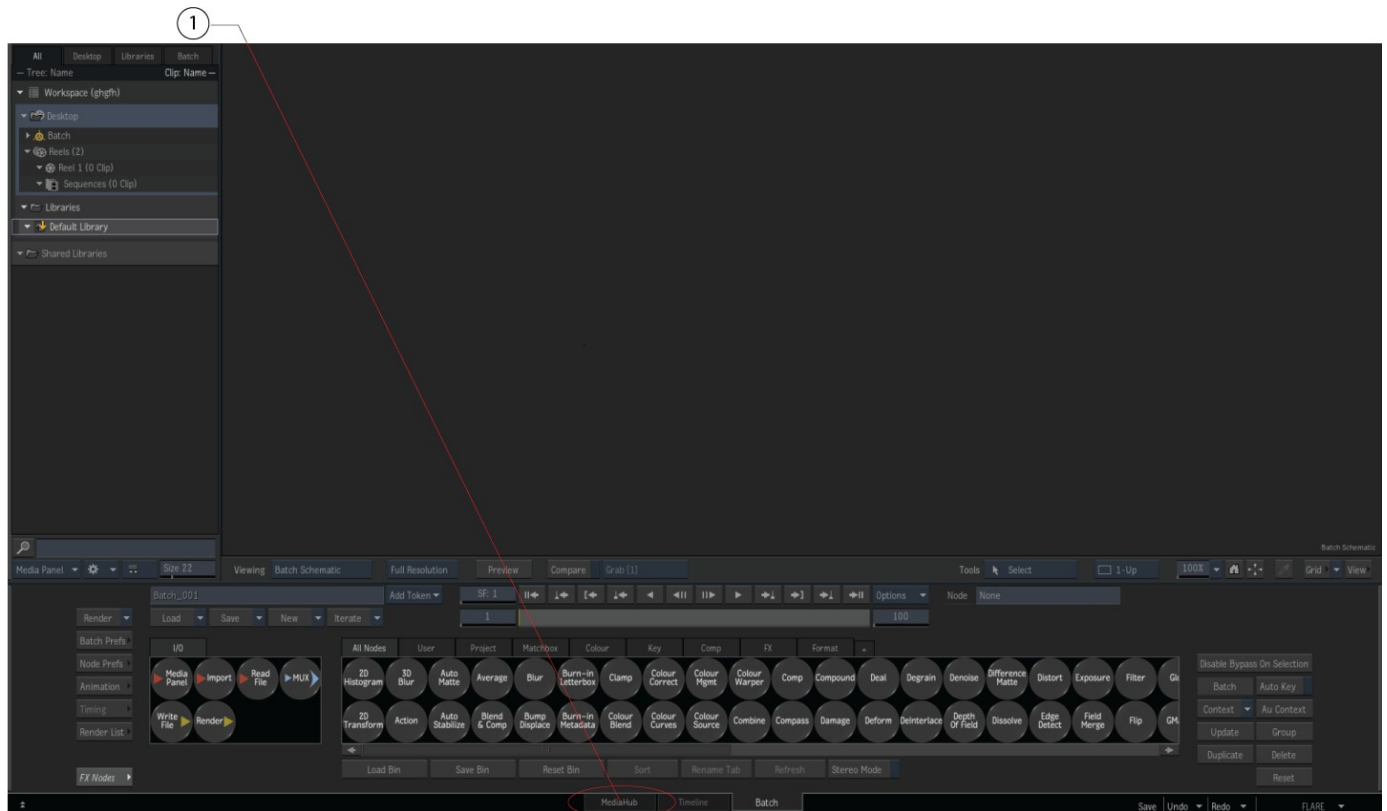 1
All Desktop Libraries Batch
Tree: Name Clip: Name
Workspace (ghgfh)
Desktop
Batch
Reels (2)
Reel 1 (0 Clip)
Sequences (0 Clip)
Libraries
Default Library
Shared Libraries
Batch Schematic
Media Panel Size 22 Viewing Batch Schematic Full Resolution Preview Compare Grab [1] Tools Select 1-Up 100% Grid View
Batch_001 Add Token SF: 1 Options Node None
Render Load Save New Iterate 1 100
Batch Prefs I/O All Nodes User Project Matchbox Colour Key Comp FX Format +
Node Prefs
Animation
Timing
Render List
FX Nodes
Media Panel Import Read File MUX
Write File Render
2D Histogram 3D Blur Auto Matte Average Blur Burn-in Letterbox Clamp Colour Correct Colour Mgmt Colour Warper Comp Compound Deal Degrain Denoise Difference Matte Distort Exposure Filter Gl
2D Transform Action Auto Stabilize Blend & Comp Bump Displace Burn-in Metadata Colour Blend Colour Curves Colour Source Combine Compass Damage Deform Deinterlace Depth Of Field Dissolve Edge Detect Field Merge Flip GM
Load Bin Save Bin Reset Bin Sort Rename Tab Refresh Stereo Mode
Disable Bypass On Selection
Batch Auto Key
Context Au Context
Update Group
Duplicate Delete
Reset
MediaHub Timeline Batch Save Undo Redo FLARE